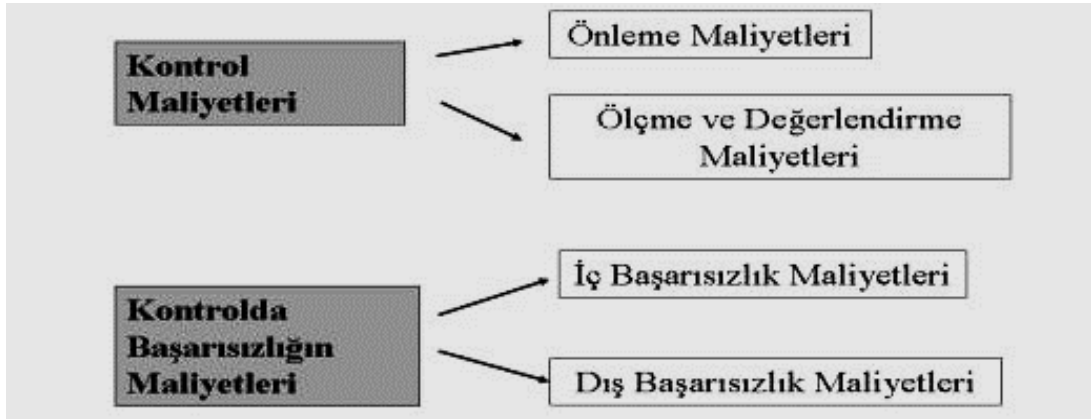 Kontrol
Maliyetleri
Önleme Maliyetleri
Ölçme ve Değerlendirme
Maliyetleri
Kontrolda
Başarısızlığın
Maliyetleri
İç Başarısızlık Maliyetleri
Dış Başarısızlık Maliyetleri